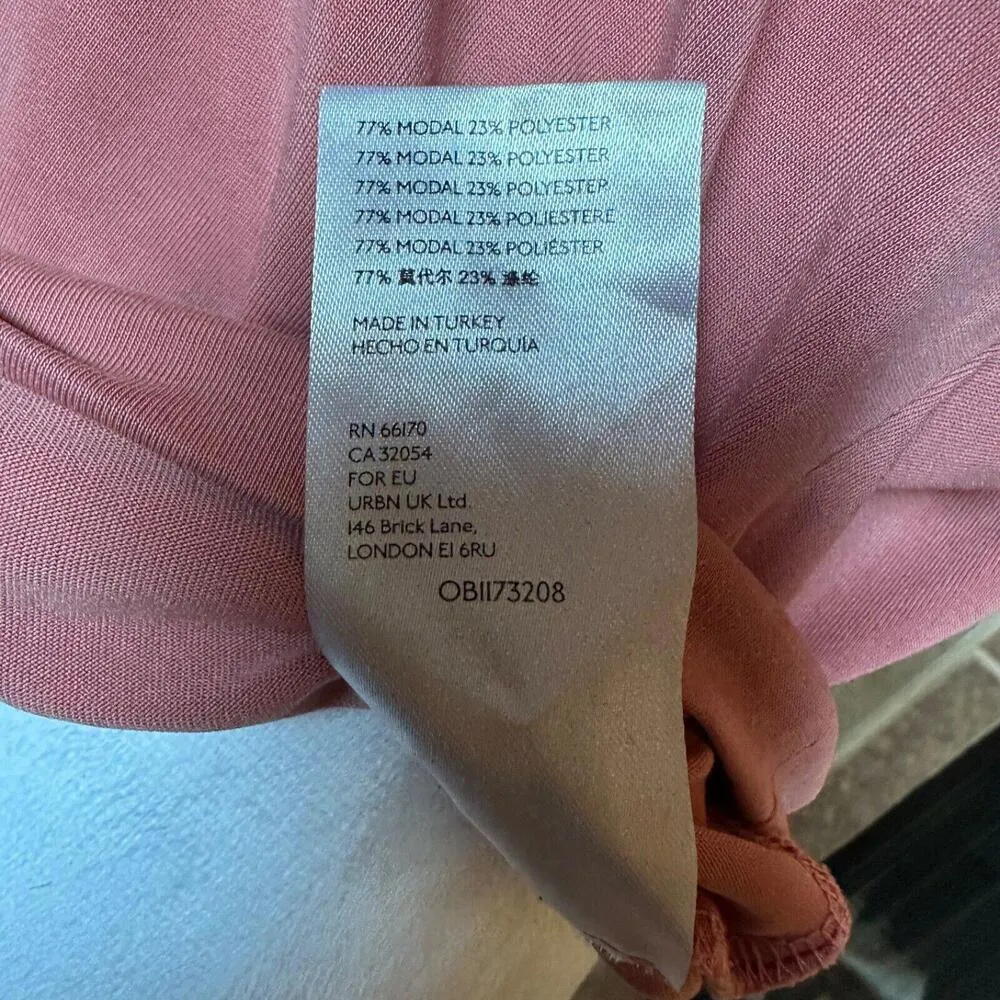 77% MODAL 23% POLYESTER
77% MODAL 23% POLYESTER
77% MODAL 23% POLYESTER
77% MODAL 23% POLIESTERE
77% MODAL 23% POLIÉSTER
77% 莫代尔 23% 涤纶
MADE IN TURKEY
HECHO EN TURQUÍA
RN 66170
CA 32054
FOR EU
URBN UK Ltd.
146 Brick Lane,
LONDON E1 6RU
OB1173208